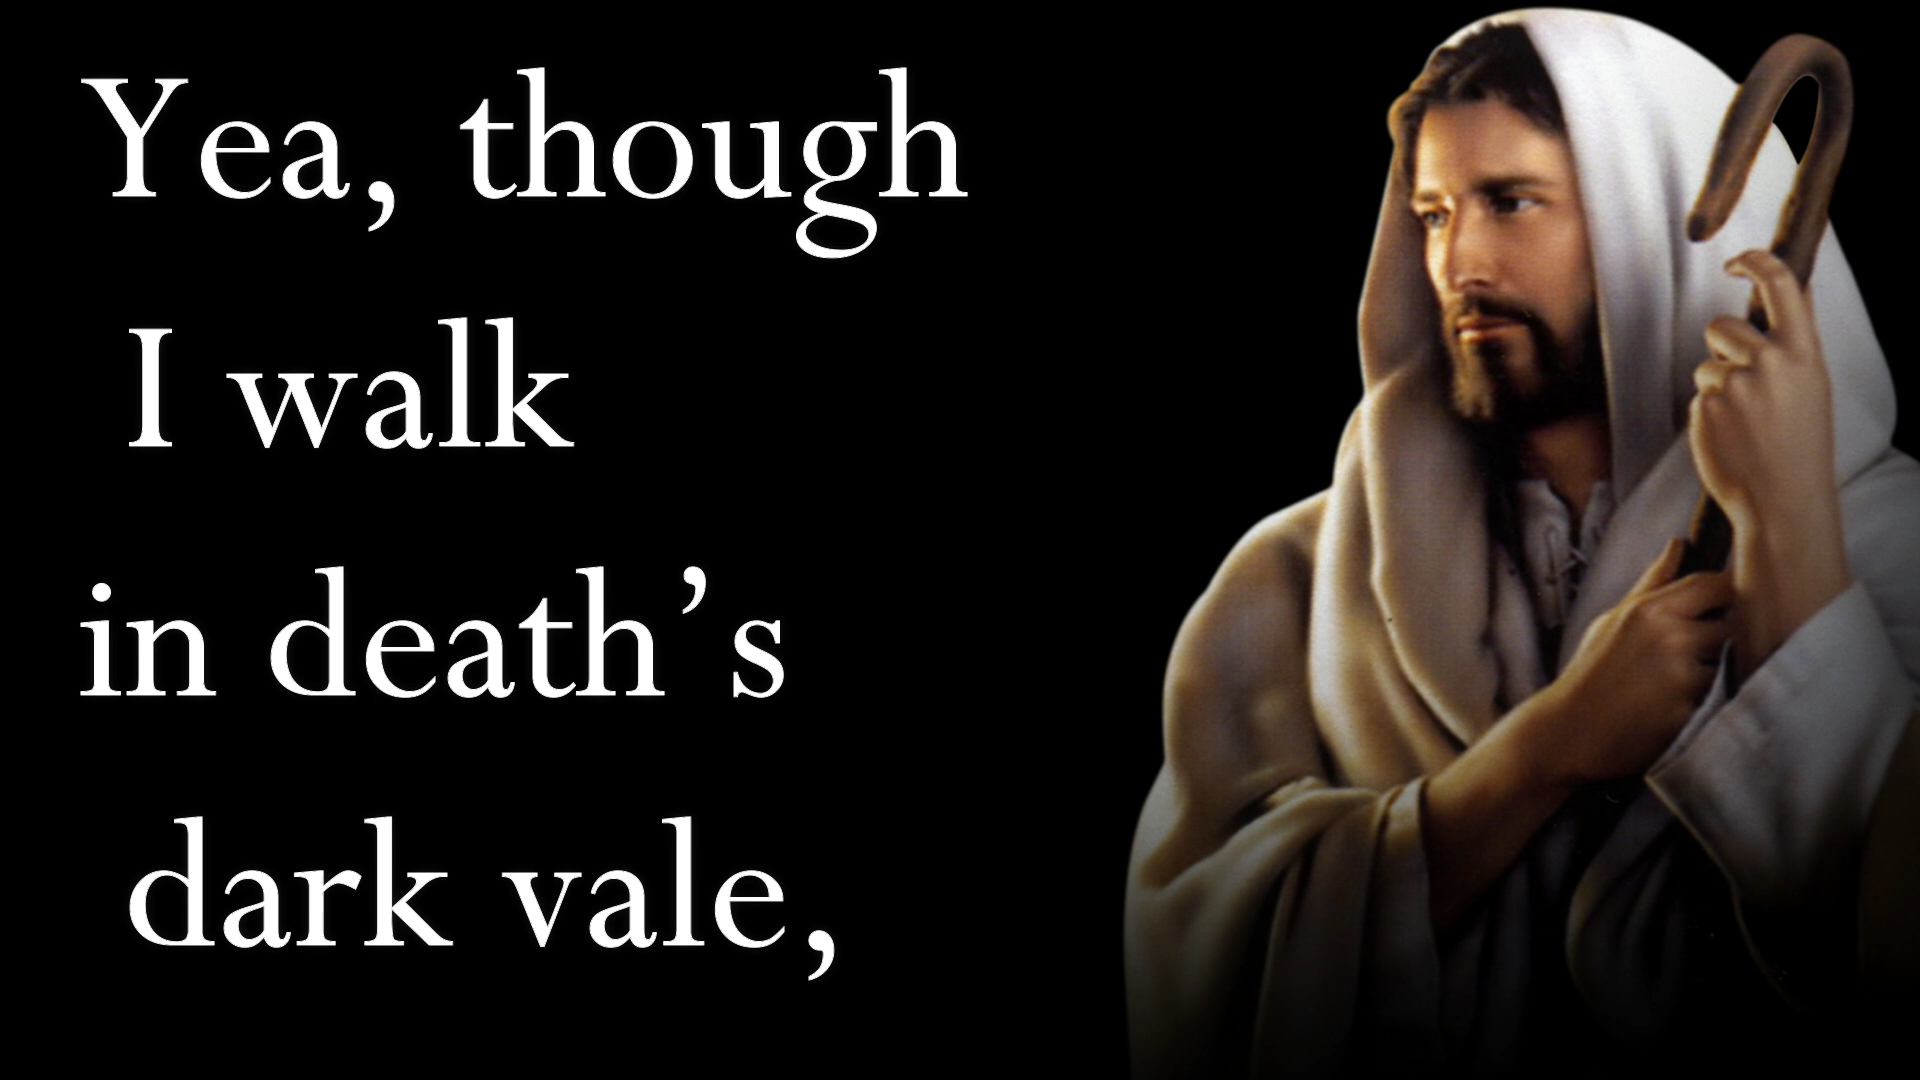 Yea, though
I walk
in death’s
dark vale,